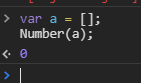 > var a = [];
Number(a);
< 0
>